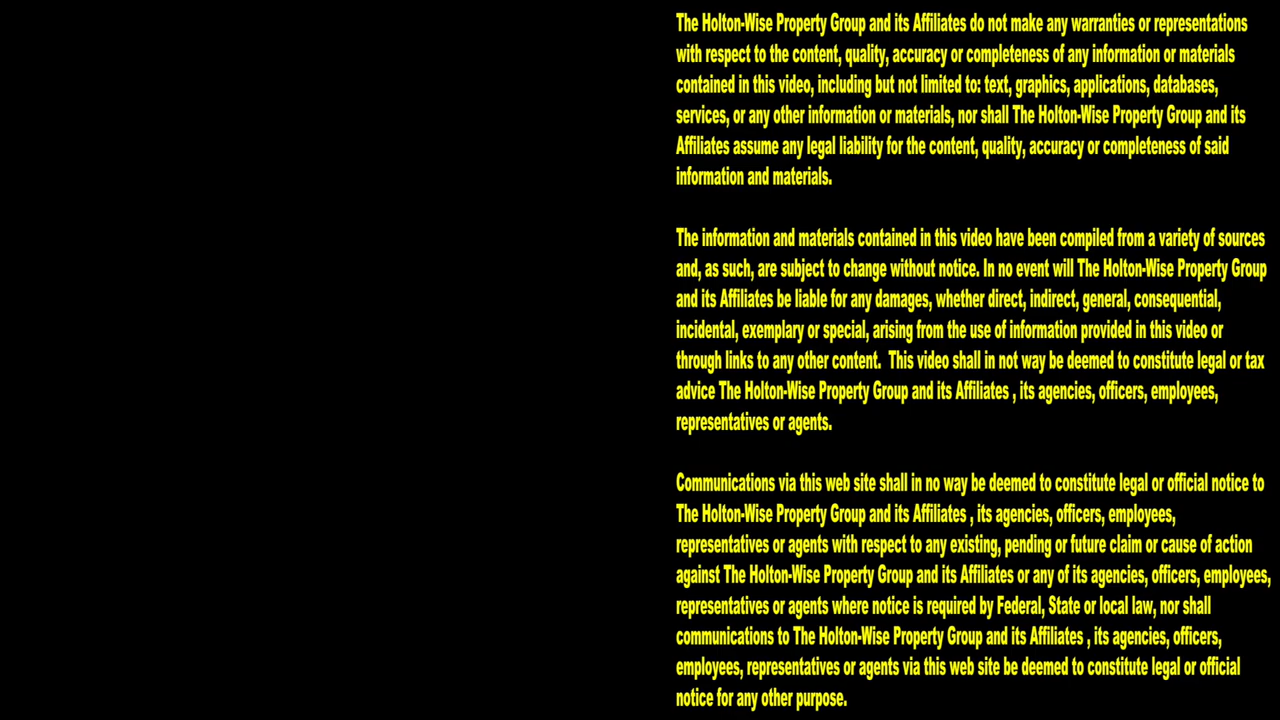 The Holton-Wise Property Group and its Affiliates do not make any warranties or representations
with respect to the content, quality, accuracy or completeness of any information or materials
contained in this video, including but not limited to: text, graphics, applications, databases,
services, or any other information or materials, nor shall The Holton-Wise Property Group and its
Affiliates assume any legal liability for the content, quality, accuracy or completeness of said
information and materials.
The information and materials contained in this video have been compiled from a variety of sources
and, as such, are subject to change without notice. In no event will The Holton-Wise Property Group
and its Affiliates be liable for any damages, whether direct, indirect, general, consequential,
incidental, exemplary or special, arising from the use of information provided in this video or
through links to any other content.  This video shall in not way be deemed to constitute legal or tax
advice The Holton-Wise Property Group and its Affiliates , its agencies, officers, employees,
representatives or agents.
Communications via this web site shall in no way be deemed to constitute legal or official notice to
The Holton-Wise Property Group and its Affiliates , its agencies, officers, employees,
representatives or agents with respect to any existing, pending or future claim or cause of action
against The Holton-Wise Property Group and its Affiliates or any of its agencies, officers, employees,
representatives or agents where notice is required by Federal, State or local law, nor shall
communications to The Holton-Wise Property Group and its Affiliates , its agencies, officers,
employees, representatives or agents via this web site be deemed to constitute legal or official
notice for any other purpose.